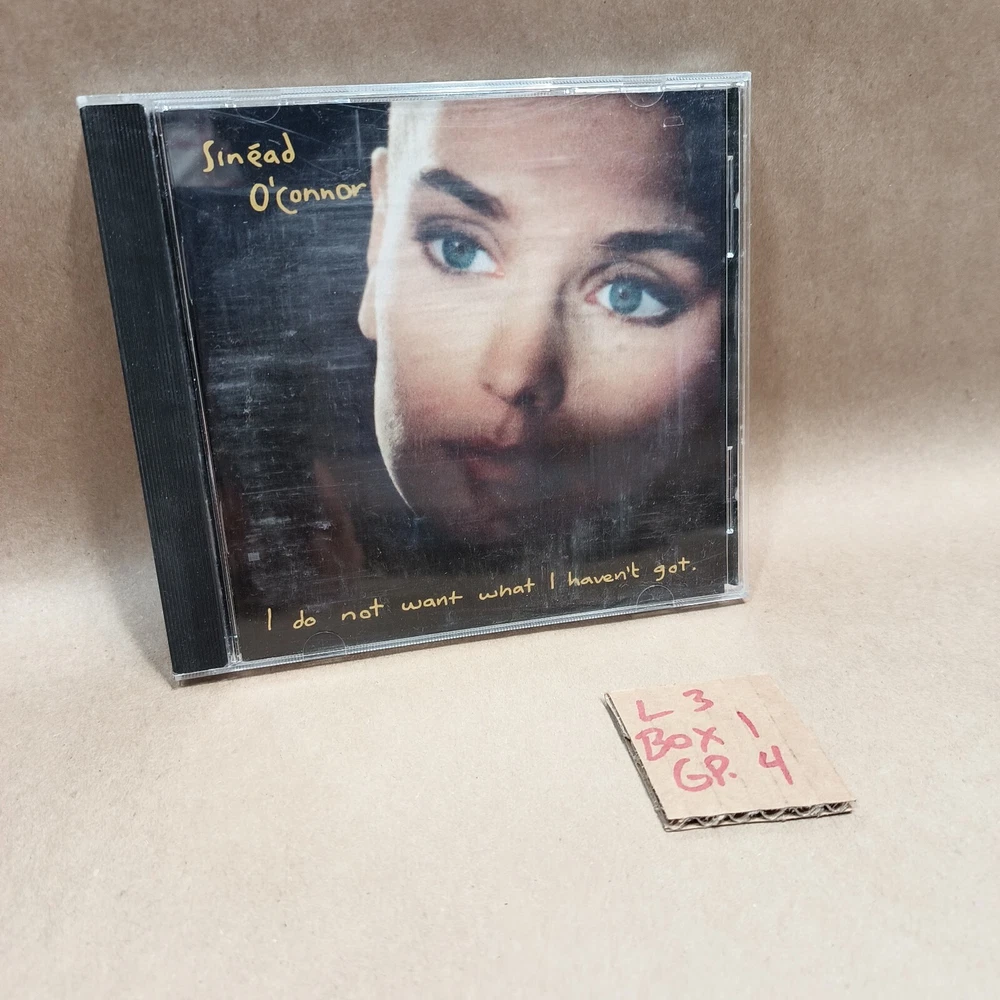 Sinéad
O'Connor
I do not want what I haven't got.
L 3
BOX 1
GP. 4